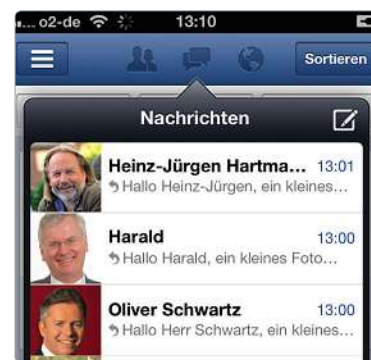 o2-de 13:10
Sortieren
Nachrichten
Heinz-Jürgen Hartma... 13:01
Hallo Heinz-Jürgen, ein kleines...
Harald 13:00
Hallo Harald, ein kleines Foto...
Oliver Schwartz 13:00
Hallo Herr Schwartz, ein kleines...